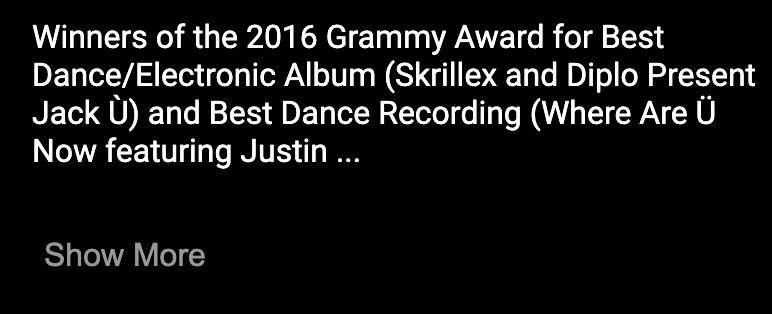 Winners of the 2016 Grammy Award for Best
Dance/Electronic Album (Skrillex and Diplo Present
Jack Ù) and Best Dance Recording (Where Are Ü
Now featuring Justin ...
Show More